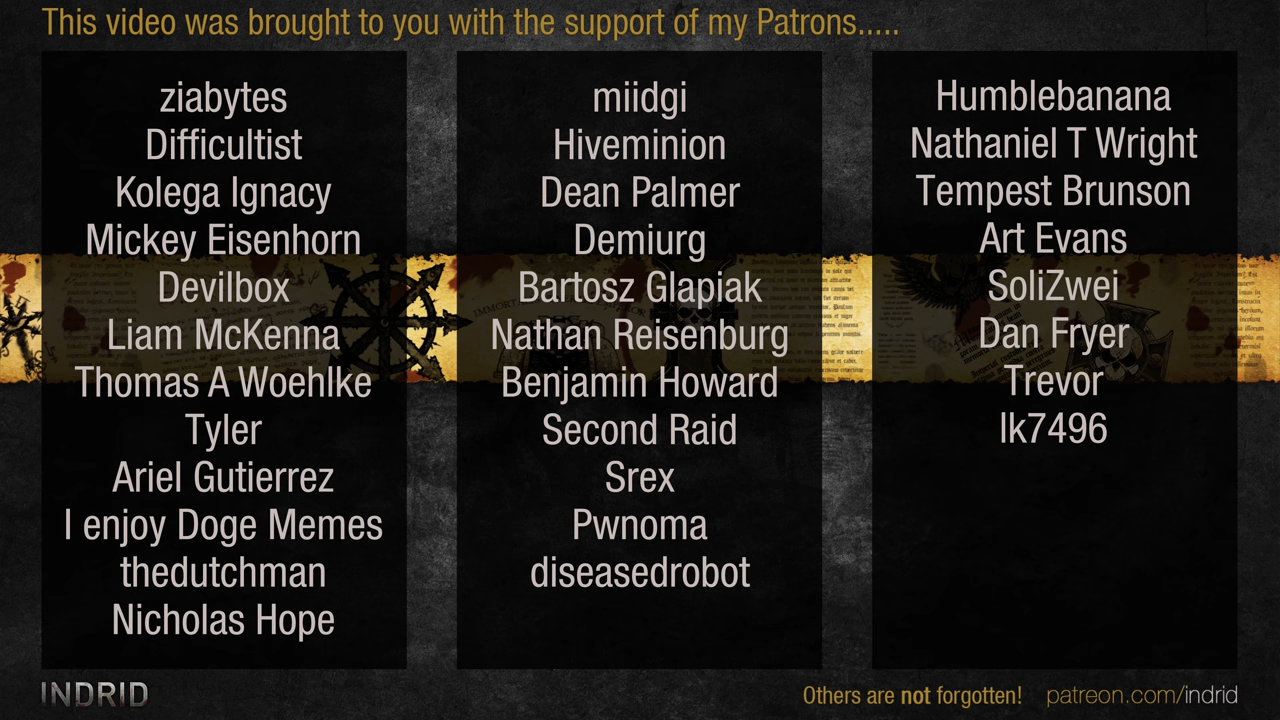 This video was brought to you with the support of my Patrons.....
ziabytes
Difficultist
Kolega Ignacy
Mickey Eisenhorn
Devilbox
Liam McKenna
Thomas A Woehlke
Tyler
Ariel Gutierrez
I enjoy Doge Memes
thedutchman
Nicholas Hope
miidgi
Hiveminion
Dean Palmer
Demiurg
Bartosz Glapiak
Nathan Reisenburg
Benjamin Howard
Second Raid
Srex
Pwnoma
diseasedrobot
Humblebanana
Nathaniel T Wright
Tempest Brunson
Art Evans
SoliZwei
Dan Fryer
Trevor
lk7496
INDRID
Others are not forgotten! patreon.com/indrid